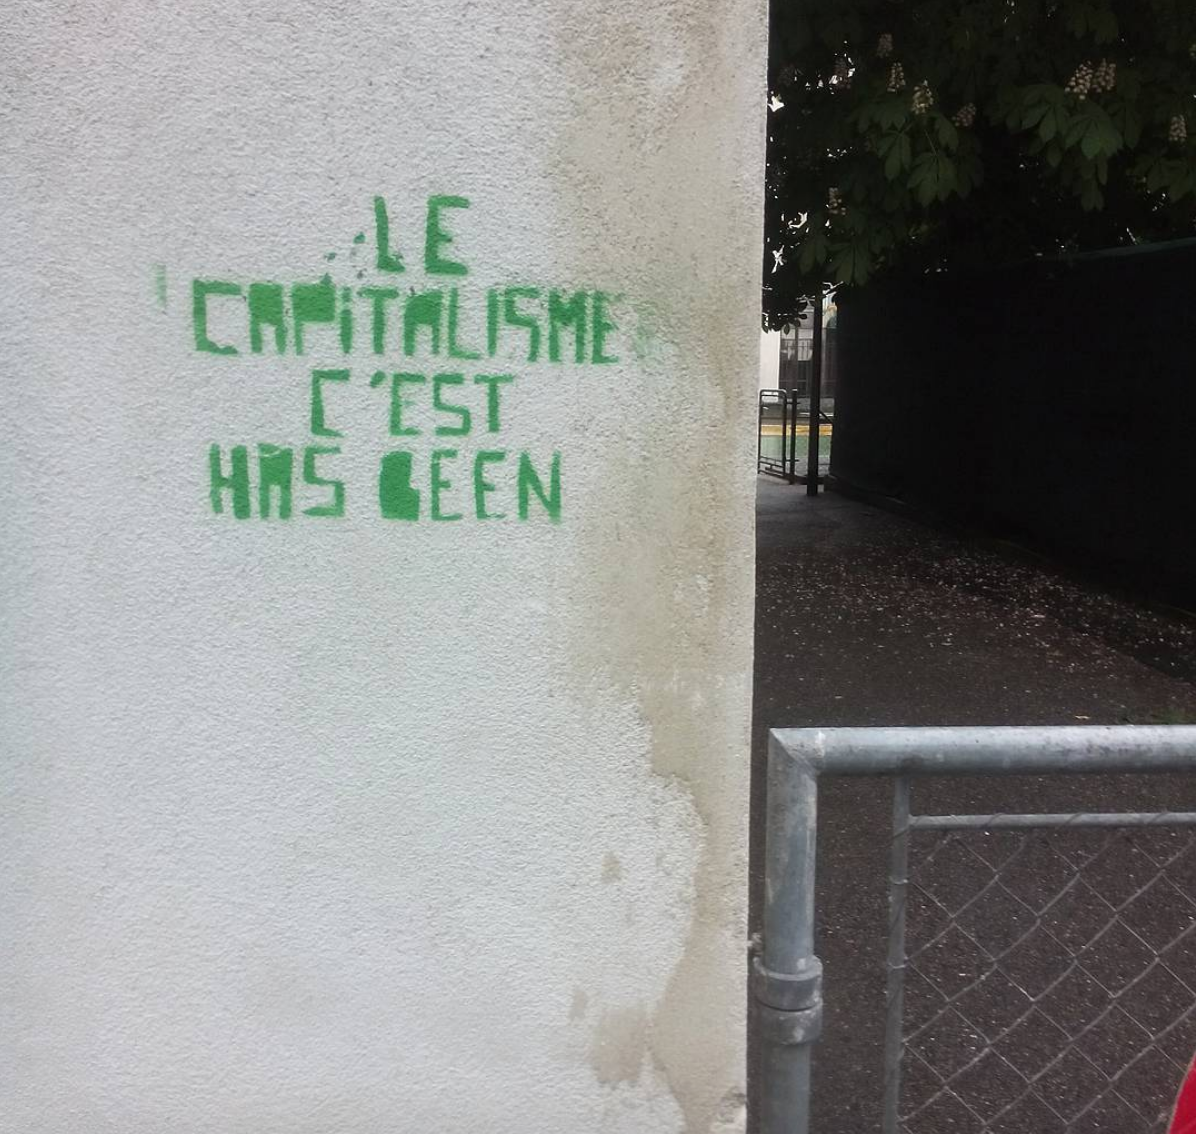 LE
CAPiTALISME
C'EST
HAS BEEN